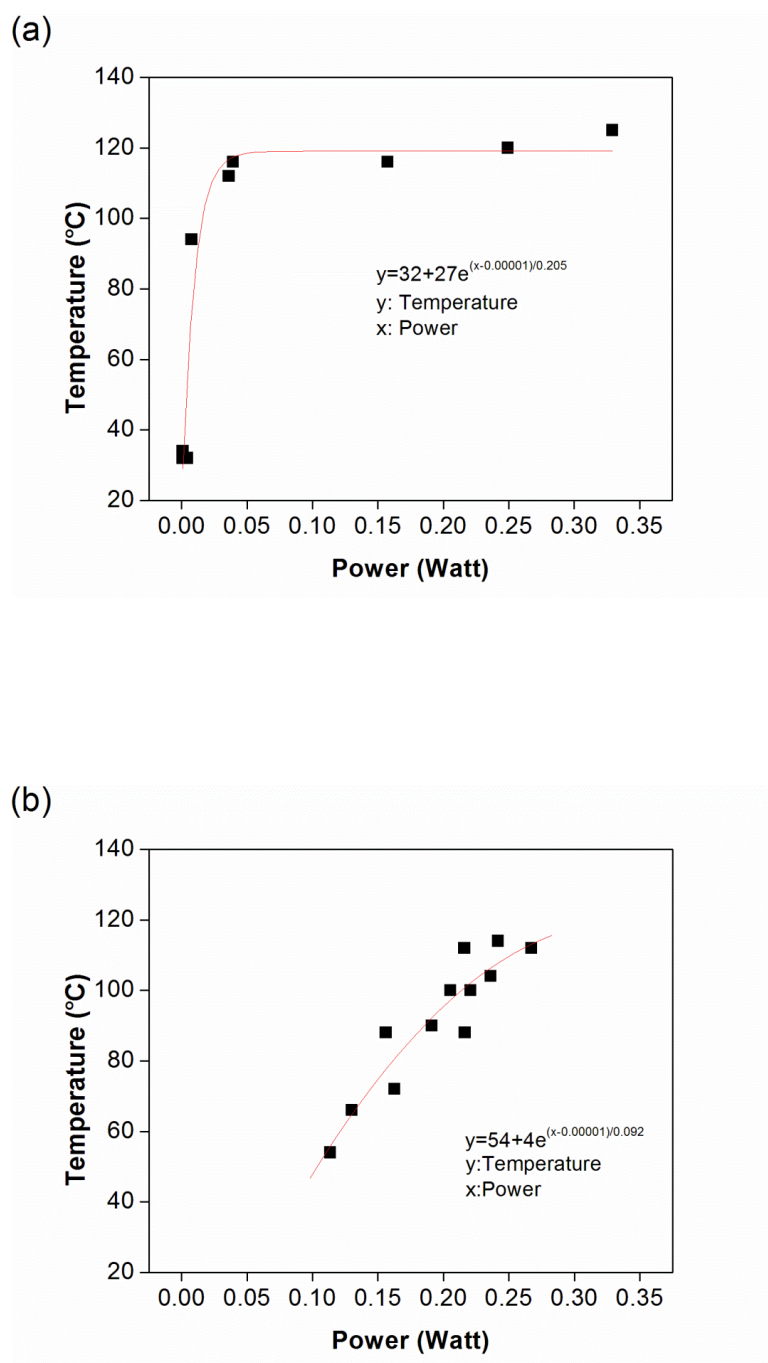 (a)
140
120
100
80
60
40
20
Temperature (°C)
y=32+27e(x-0.00001)/0.205
y: Temperature
x: Power
0.00 0.05 0.10 0.15 0.20 0.25 0.30 0.35
Power (Watt)
(b)
140
120
100
80
60
40
20
Temperature (°C)
y=54+4e(x-0.00001)/0.092
y:Temperature
x:Power
0.00 0.05 0.10 0.15 0.20 0.25 0.30 0.35
Power (Watt)